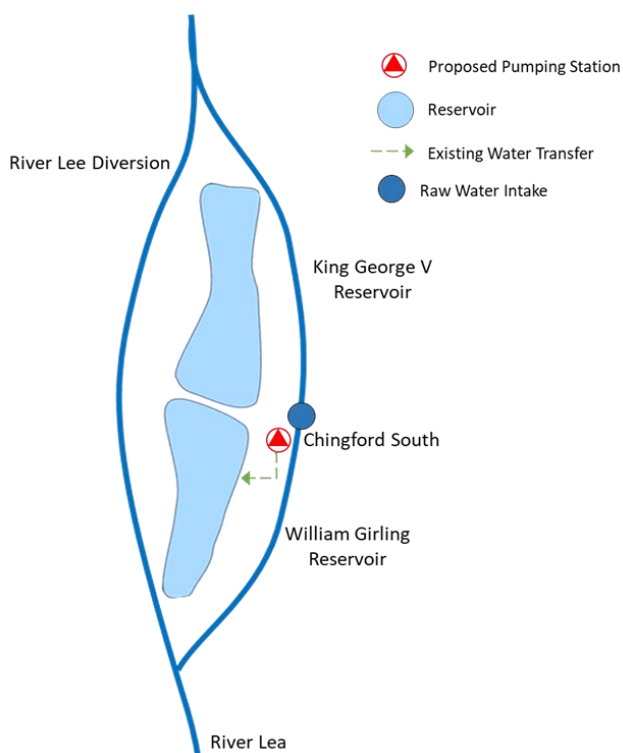 Proposed Pumping Station
Reservoir
Existing Water Transfer
Raw Water Intake
River Lee Diversion
King George V
Reservoir
Chingford South
William Girling
Reservoir
River Lea